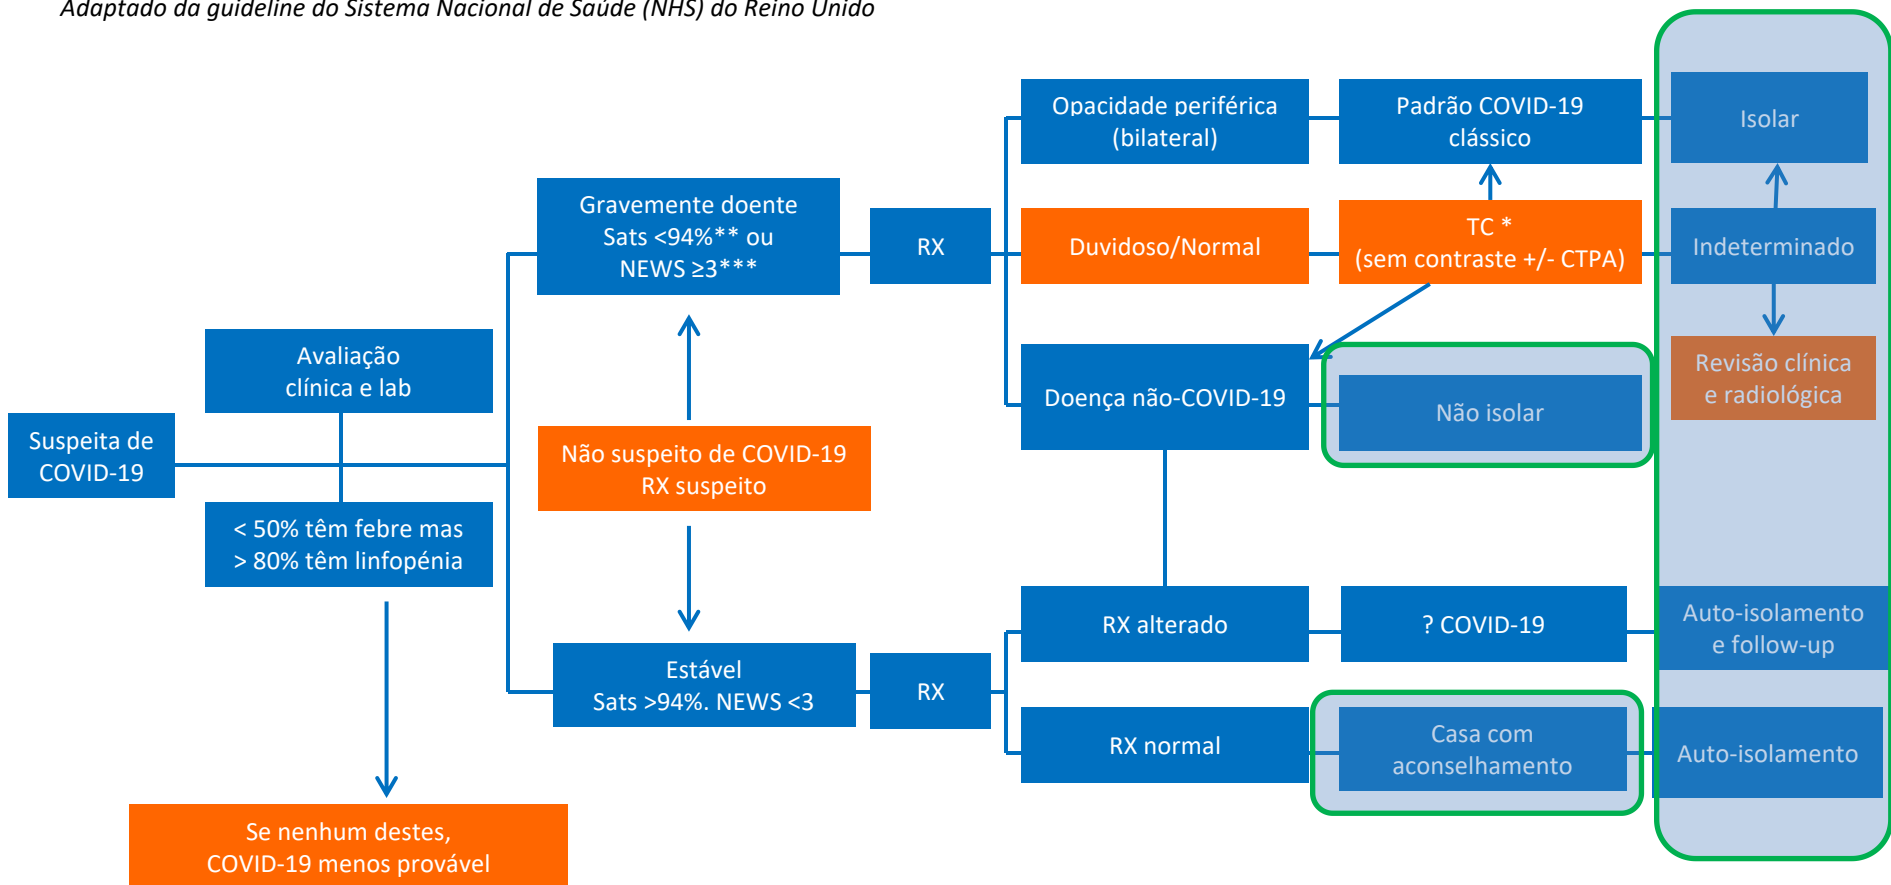 Adaptado da guideline do Sistema Nacional de Saúde (NHS) do Reino Unido
Suspeita de
COVID-19
Avaliação
clínica e lab
< 50% têm febre mas
> 80% têm linfopénia
Se nenhum destes,
COVID-19 menos provável
Gravemente doente
Sats <94%** ou
NEWS ≥3***
Não suspeito de COVID-19
RX suspeito
Estável
Sats >94%. NEWS <3
RX
RX
Opacidade periférica
(bilateral)
Padrão COVID-19
clássico
Isolar
Duvidoso/Normal
TC *
(sem contraste +/- CTPA)
Indeterminado
Doença não-COVID-19
Não isolar
Revisão clínica
e radiológica
RX alterado
? COVID-19
Auto-isolamento
e follow-up
RX normal
Casa com
aconselhamento
Auto-isolamento